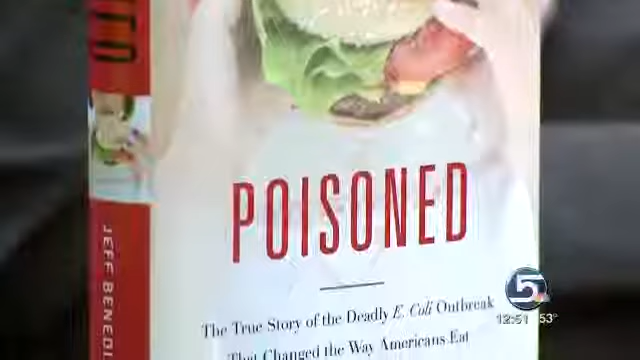 POISONED
The True Story of the Deadly E. Coli Outbreak
That Changed the Way Americans Eat
JEFF BENEDI
5
12:51 53°